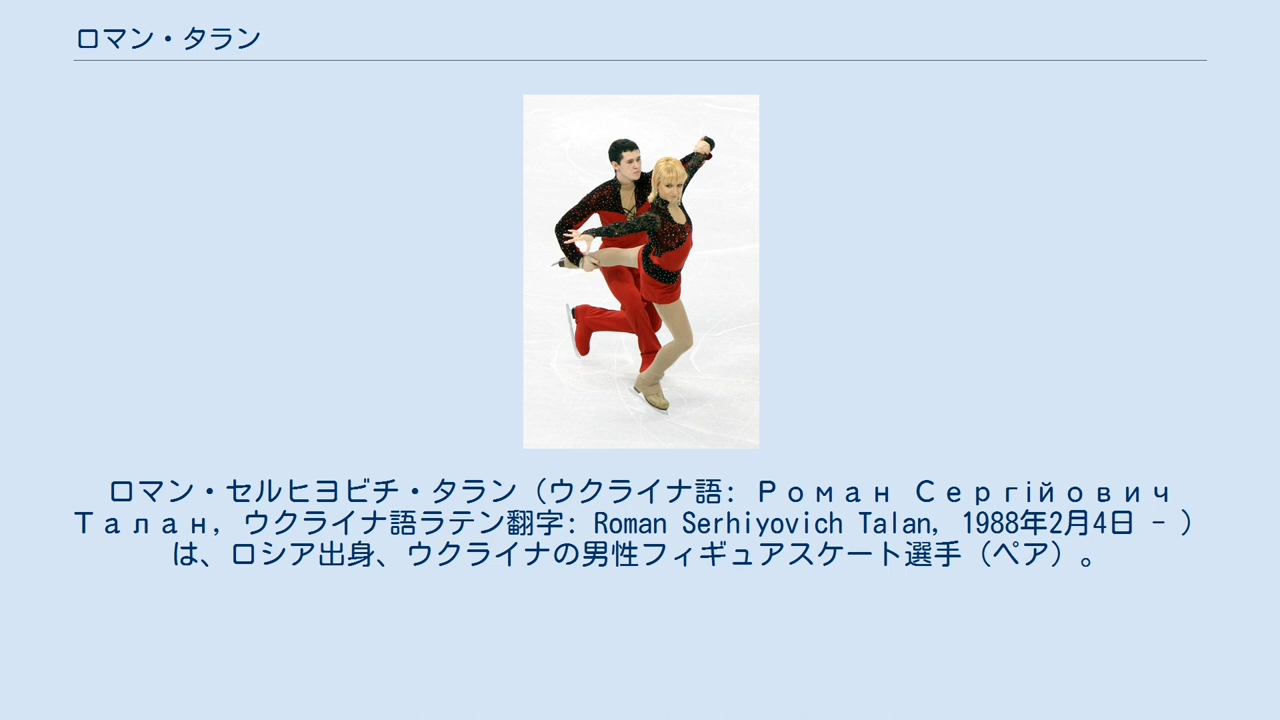 ロマン・タラン
ロマン・セルヒヨビチ・タラン（ウクライナ語: Роман Сергійович
Талан, ウクライナ語ラテン翻字: Roman Serhiyovich Talan, 1988年2月4日 - ）
は、ロシア出身、ウクライナの男性フィギュアスケート選手（ペア）。